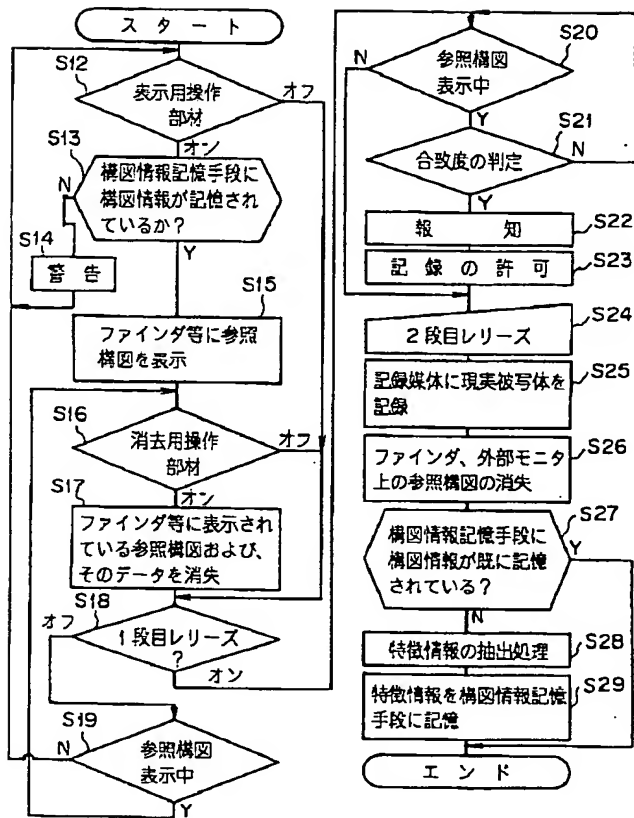 スタート
S12
表示用操作
部材
オフ
オン
S13
構図情報記憶手段に
構図情報が記憶され
ているか?
N
Y
S14
警告
S15
ファインダ等に参照
構図を表示
S16
消去用操作
部材
オフ
オン
S17
ファインダ等に表示され
ている参照構図および、
そのデータを消失
S18
オフ
1段目レリーズ
?
オン
S19
N
参照構図
表示中
Y
S20
N
参照構図
表示中
Y
S21
合致度の判定
N
Y
報知
S22
記録の許可
S23
S24
2段目レリーズ
S25
記録媒体に現実被写体を
記録
S26
ファインダ、外部モニタ
上の参照構図の消失
S27
構図情報記憶手段に
構図情報が既に記憶
されている?
Y
N
特徴情報の抽出処理
S28
特徴情報を構図情報記憶
手段に記憶
S29
エンド